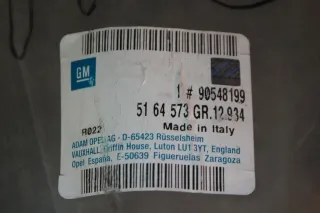 GM
1 # 90548199
51 64 573 GR.12 934
R022 Made in Italy
ADAM OPEL AG - D-65423 Rüsselsheim
VAUXHALL, Griffin House, Luton LU1 3YT, England
Opel España, E-50639 Figueruelas Zaragoza